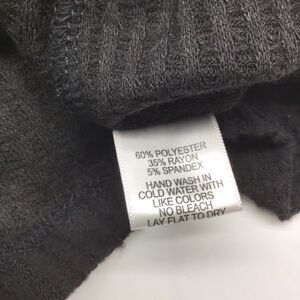 60% POLYESTER
35% RAYON
5% SPANDEX
HAND WASH IN
COLD WATER WITH
LIKE COLORS
NO BLEACH
LAY FLAT TO DRY